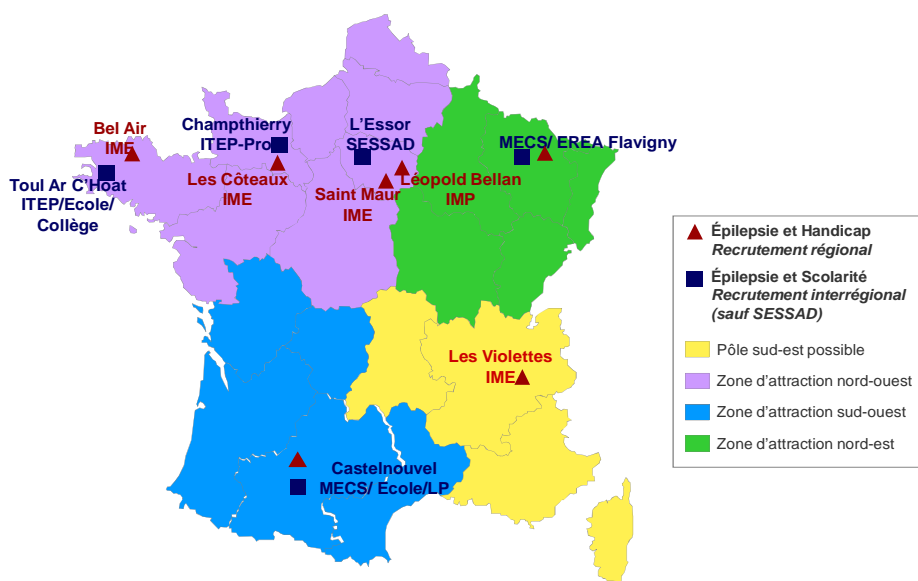 Bel Air
IME
Champthierry
ITEP-Pro
L'Essor
SESSAD
MECS/ EREA Flavigny
Toul Ar C'Hoat
ITEP/Ecole/
Collège
Les Côteaux
IME
Saint Maur
IME
Léopold Bellan
IMP
Les Violettes
IME
Castelnouvel
MECS/ Ecole/LP
Épilepsie et Handicap
Recrutement régional
Épilepsie et Scolarité
Recrutement interrégional
(sauf SESSAD)
Pôle sud-est possible
Zone d'attraction nord-ouest
Zone d'attraction sud-ouest
Zone d'attraction nord-est